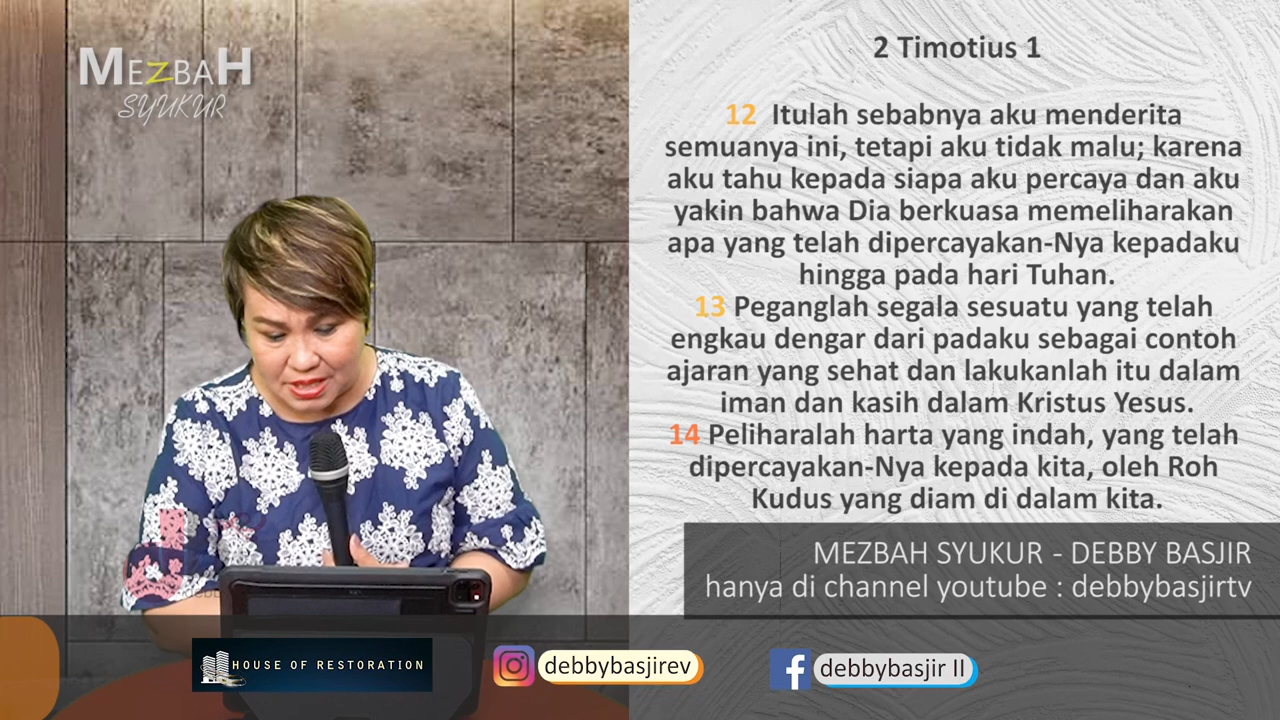 MEZBAH
SYUKUR
2 Timotius 1
12 Itulah sebabnya aku menderita
semuanya ini, tetapi aku tidak malu; karena
aku tahu kepada siapa aku percaya dan aku
yakin bahwa Dia berkuasa memeliharakan
apa yang telah dipercayakan-Nya kepadaku
hingga pada hari Tuhan.
13 Peganglah segala sesuatu yang telah
engkau dengar dari padaku sebagai contoh
ajaran yang sehat dan lakukanlah itu dalam
iman dan kasih dalam Kristus Yesus.
14 Peliharalah harta yang indah, yang telah
dipercayakan-Nya kepada kita, oleh Roh
Kudus yang diam di dalam kita.
MEZBAH SYUKUR - DEBBY BASJIR
hanya di channel youtube : debbybasjirtv
HOUSE OF RESTORATION
debbybasjirev
debbybasjir II